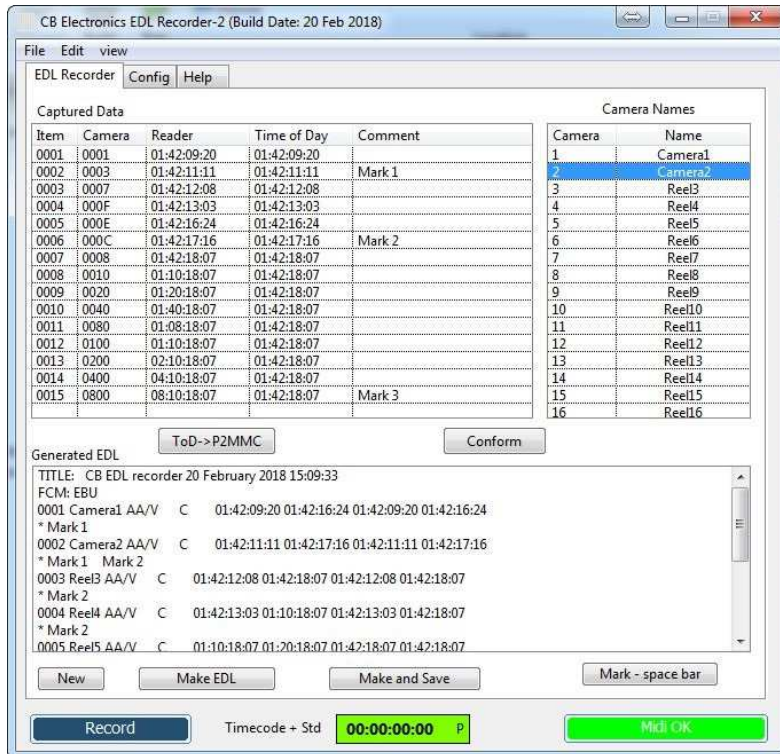 CB Electronics EDL Recorder-2 (Build Date: 20 Feb 2018)
File Edit view
EDL Recorder Config Help
Captured Data
Item Camera Reader Time of Day Comment
0001 0001 01:42:09:20 01:42:09:20
0002 0003 01:42:11:11 01:42:11:11 Mark 1
0003 0007 01:42:12:08 01:42:12:08
0004 000F 01:42:13:03 01:42:13:03
0005 000E 01:42:16:24 01:42:16:24
0006 000C 01:42:17:16 01:42:17:16 Mark 2
0007 0008 01:42:18:07 01:42:18:07
0008 0010 01:10:18:07 01:42:18:07
0009 0020 01:20:18:07 01:42:18:07
0010 0040 01:40:18:07 01:42:18:07
0011 0080 01:08:18:07 01:42:18:07
0012 0100 01:10:18:07 01:42:18:07
0013 0200 02:10:18:07 01:42:18:07
0014 0400 04:10:18:07 01:42:18:07
0015 0800 08:10:18:07 01:42:18:07 Mark 3
Camera Names
Camera Name
1 Camera1
2 Camera2
3 Reel3
4 Reel4
5 Reel5
6 Reel6
7 Reel7
8 Reel8
9 Reel9
10 Reel10
11 Reel11
12 Reel12
13 Reel13
14 Reel14
15 Reel15
16 Reel16
ToD->P2MMC Conform
Generated EDL
TITLE: CB EDL recorder 20 February 2018 15:09:33
FCM: EBU
0001 Camera1 AA/V C 01:42:09:20 01:42:16:24 01:42:09:20 01:42:16:24
* Mark 1
0002 Camera2 AA/V C 01:42:11:11 01:42:17:16 01:42:11:11 01:42:17:16
* Mark 1 Mark 2
0003 Reel3 AA/V C 01:42:12:08 01:42:18:07 01:42:12:08 01:42:18:07
* Mark 2
0004 Reel4 AA/V C 01:42:13:03 01:10:18:07 01:42:13:03 01:42:18:07
* Mark 2
0005 Reel5 AA/V C 01:10:18:07 01:20:18:07 01:42:18:07 01:42:18:07
New Make EDL Make and Save Mark - space bar
Record Timecode + Std 00:00:00:00 P Midi OK